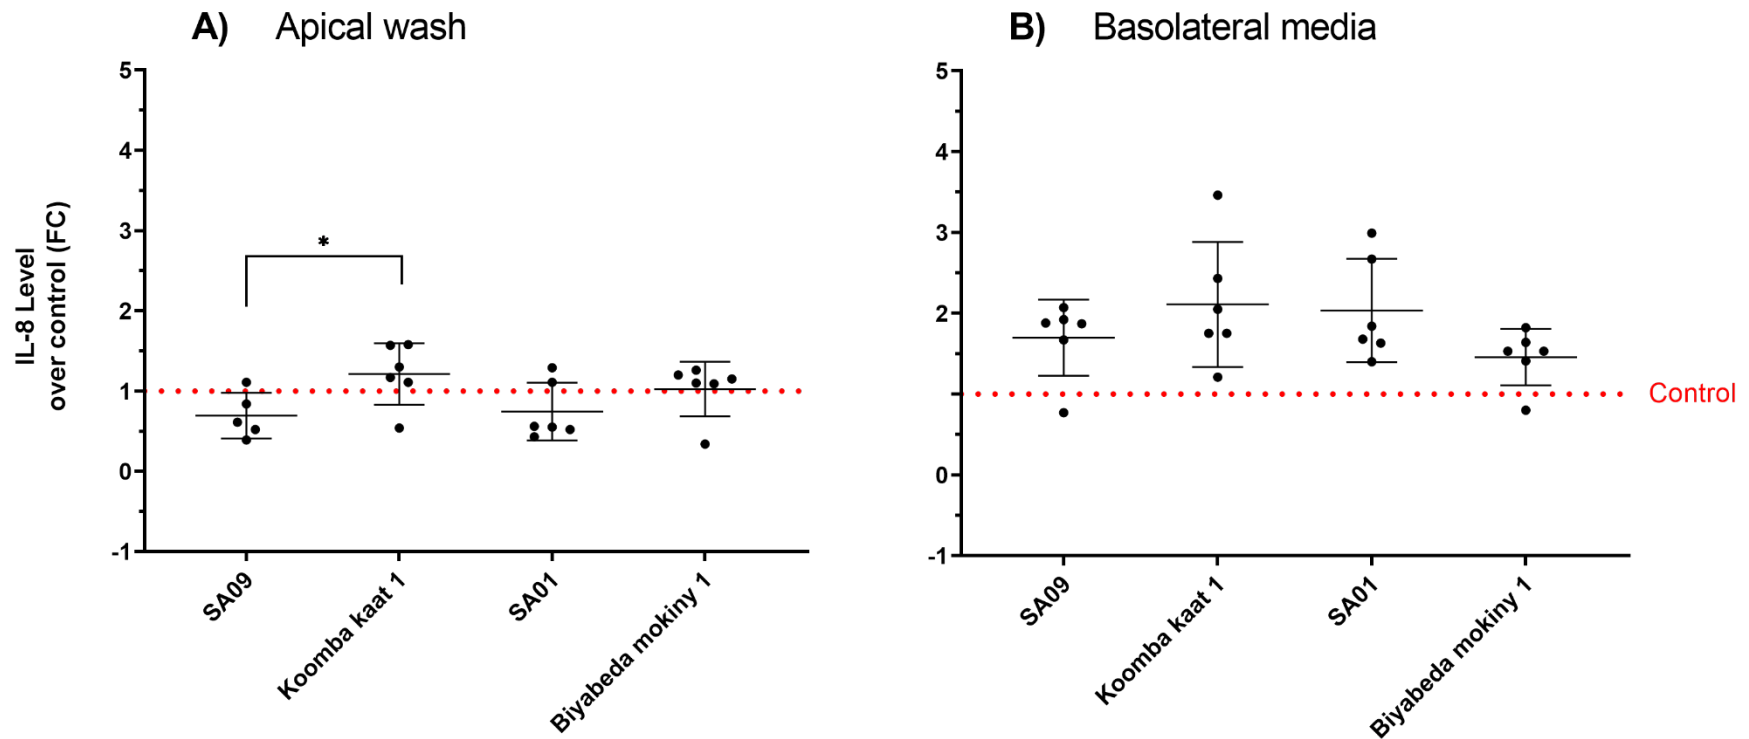 A) Apical wash
IL-8 Level
over control (FC)
5
4
3
2
1
0
-1
*
SA09
Koomba kaat 1
SA01
Biyabeda mokiny 1
B) Basolateral media
5
4
3
2
1
0
-1
Control
SA09
Koomba kaat 1
SA01
Biyabeda mokiny 1